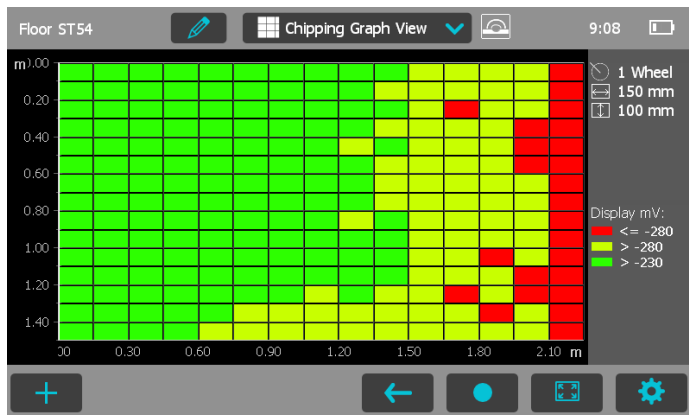 Floor ST54
Chipping Graph View
9:08
m
0.00
0.20
0.40
0.60
0.80
1.00
1.20
1.40
1 Wheel
150 mm
100 mm
Display mV:
<= -280
> -280
> -230
00 0.30 0.60 0.90 1.20 1.50 1.80 2.10 m